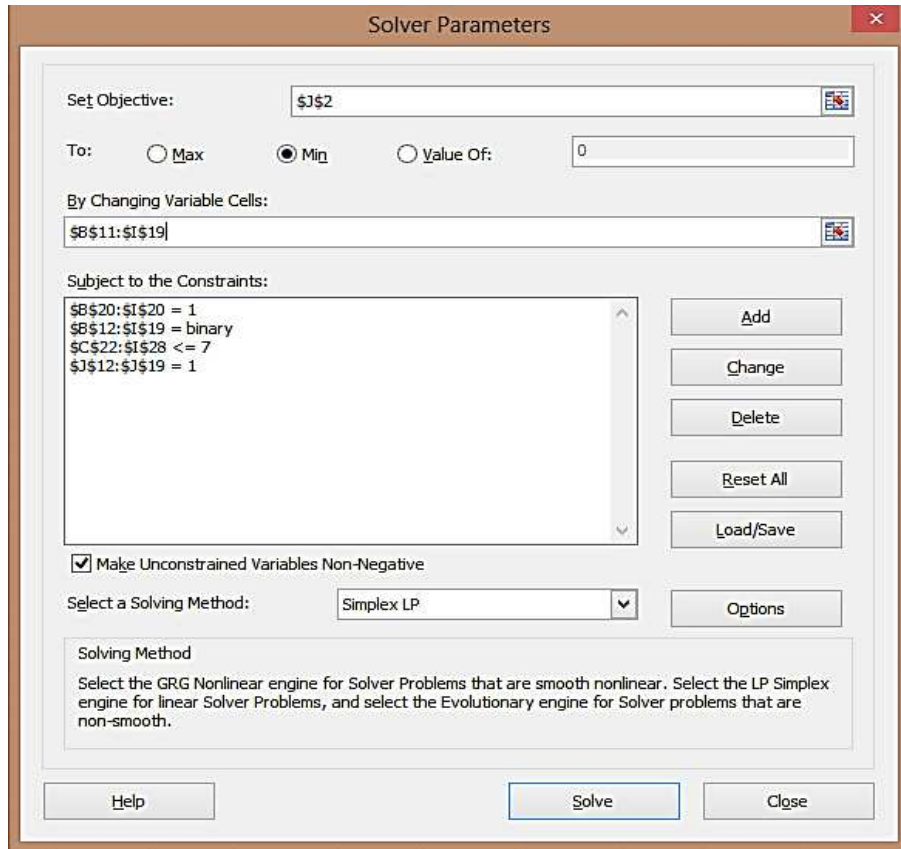 Solver Parameters
Set Objective: $J$2
To: Max Min Value Of: 0
By Changing Variable Cells:
$B$11:$I$19
Subject to the Constraints:
$B$20:$I$20 = 1
$B$12:$I$19 = binary
$C$22:$I$28 <= 7
$J$12:$J$19 = 1
Add
Change
Delete
Reset All
Load/Save
Make Unconstrained Variables Non-Negative
Select a Solving Method: Simplex LP Options
Solving Method
Select the GRG Nonlinear engine for Solver Problems that are smooth nonlinear. Select the LP Simplex
engine for linear Solver Problems, and select the Evolutionary engine for Solver problems that are
non-smooth.
Help Solve Close